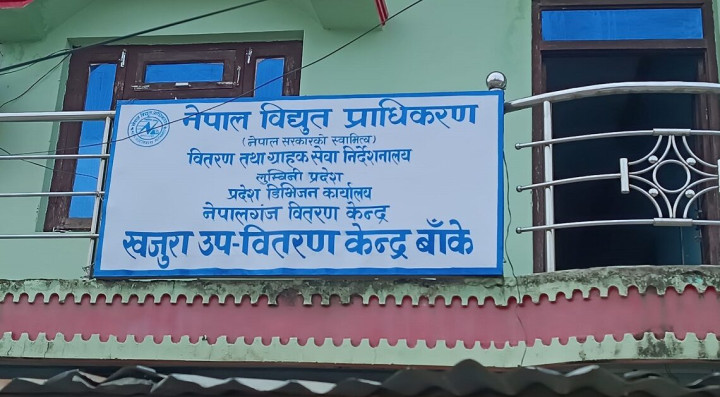 नेपाल विद्युत प्राधिकरण
(नेपाल सरकारको स्वामित्व)
वितरण तथा ग्राहक सेवा निर्देशनालय
लुम्बिनी प्रदेश
प्रदेश डिभिजन कार्यालय
नेपालगंज वितरण केन्द्र
खजुरा उप-वितरण केन्द्र बाँके